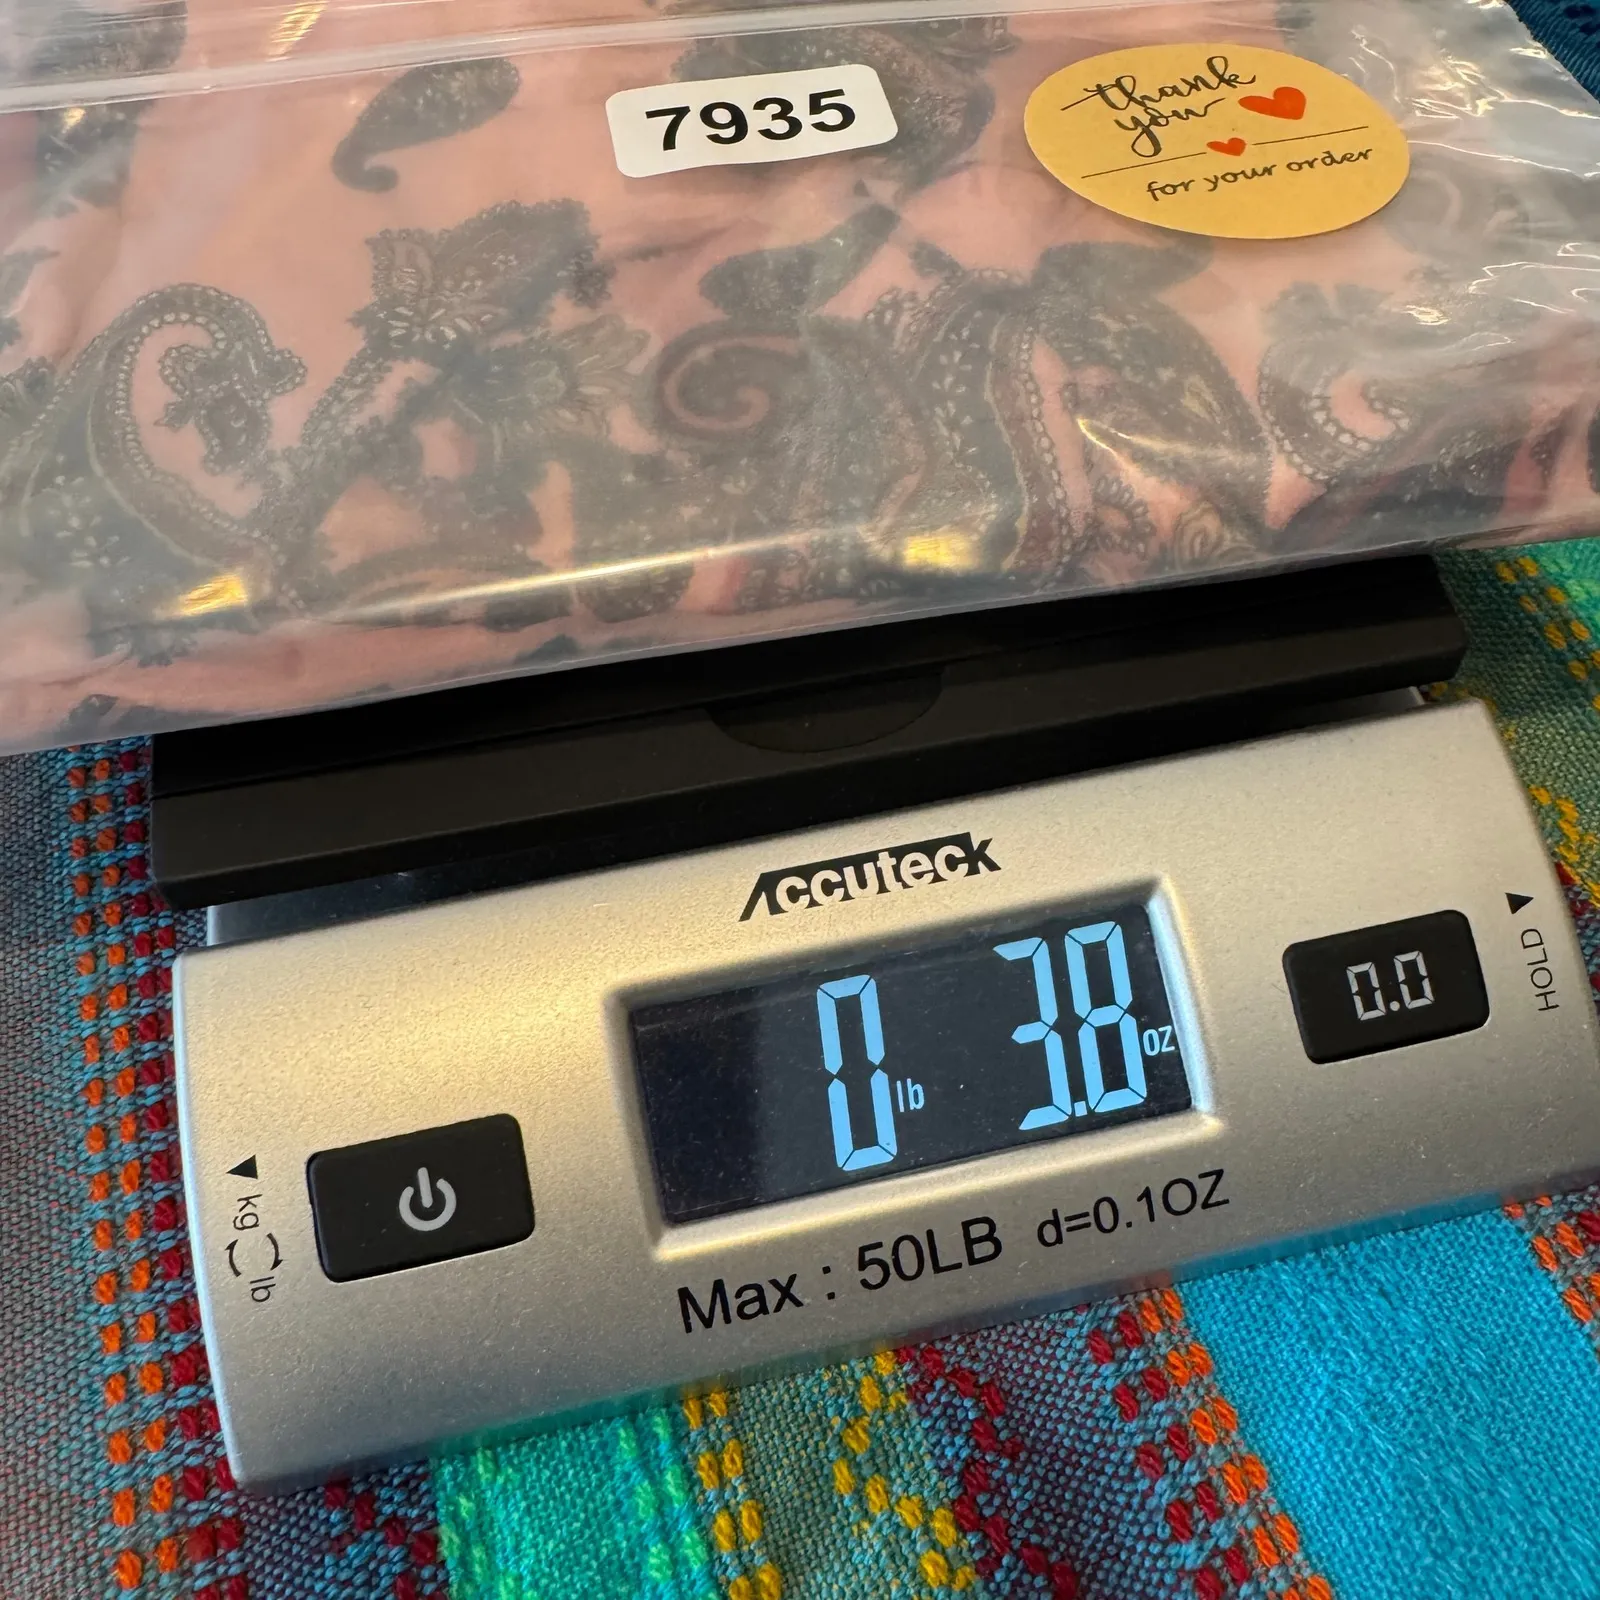 7935
thank
you
for your order
Accuteck
0 lb 3.8 oz
0.0
HOLD
kg
lb
Max : 50LB d=0.1OZ